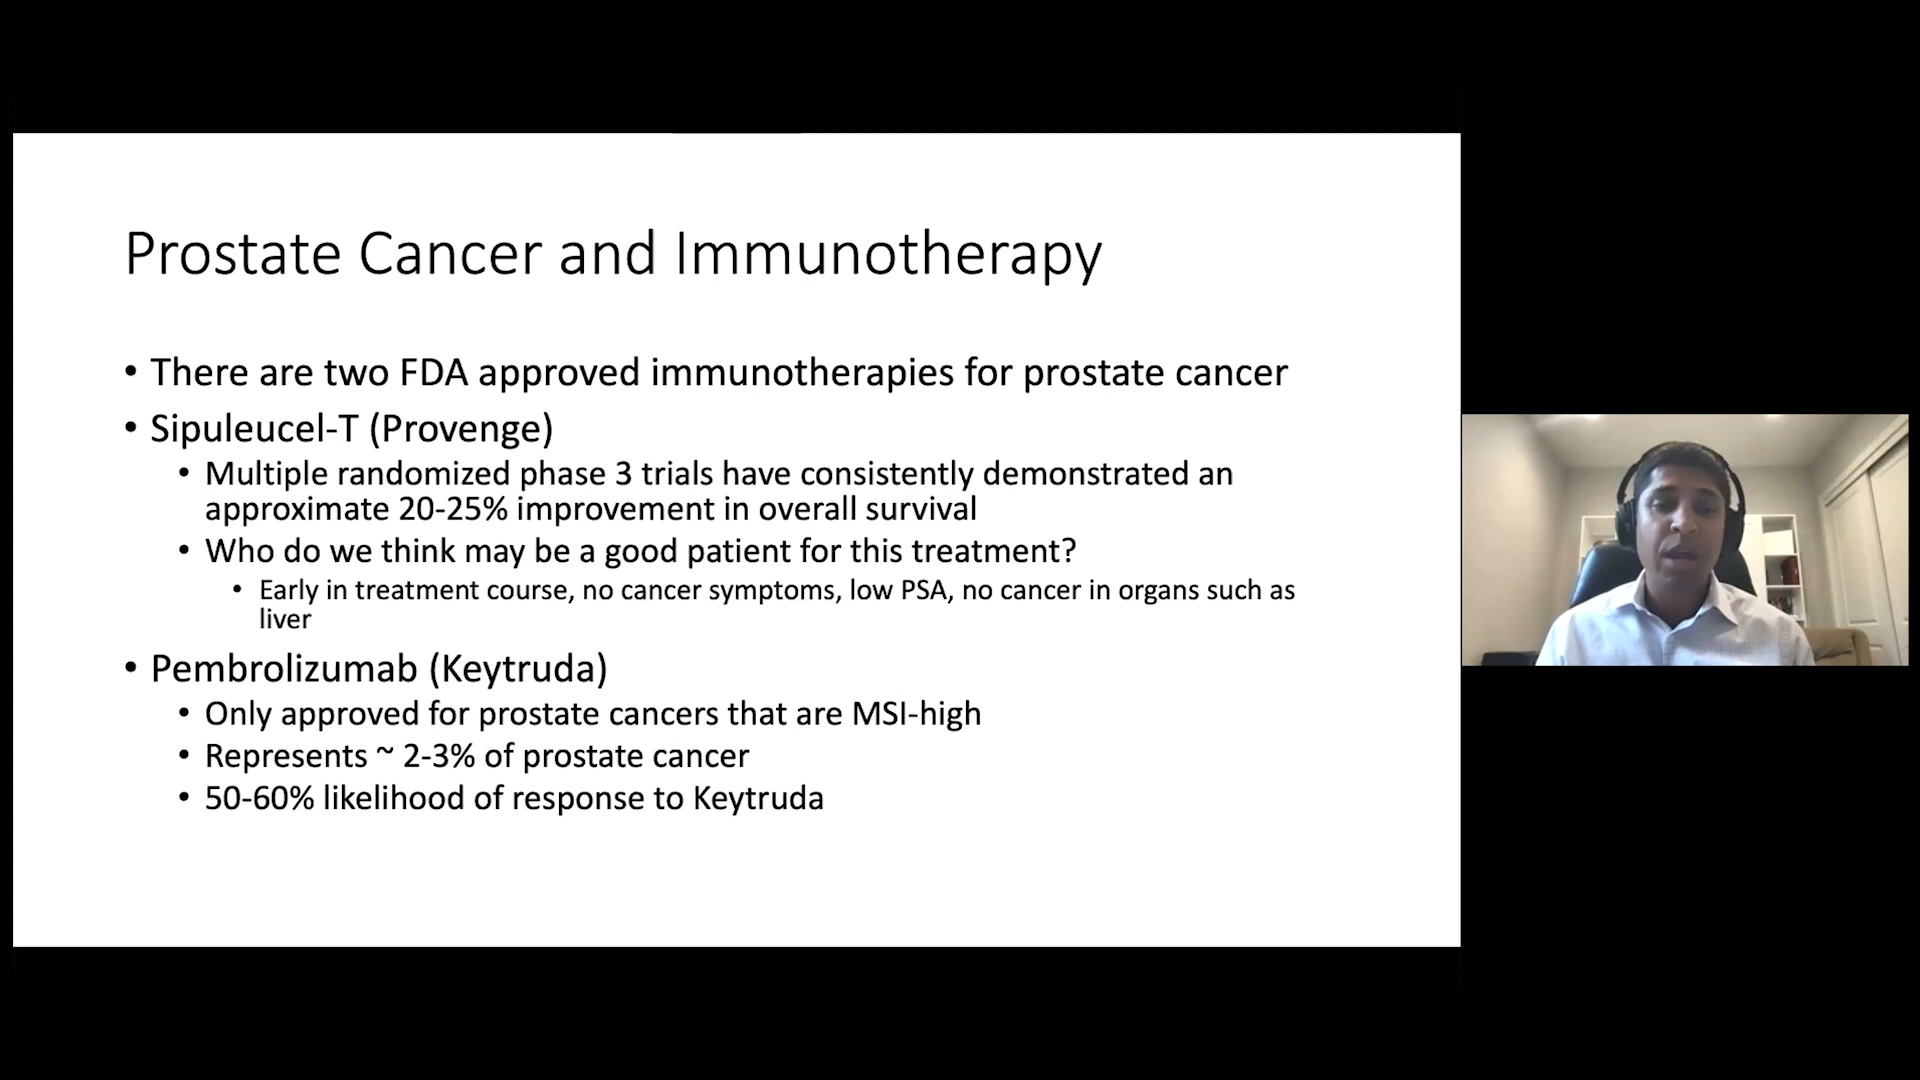 Prostate Cancer and Immunotherapy
• There are two FDA approved immunotherapies for prostate cancer
• Sipuleucel-T (Provenge)
• Multiple randomized phase 3 trials have consistently demonstrated an
approximate 20-25% improvement in overall survival
• Who do we think may be a good patient for this treatment?
• Early in treatment course, no cancer symptoms, low PSA, no cancer in organs such as
liver
• Pembrolizumab (Keytruda)
• Only approved for prostate cancers that are MSI-high
• Represents ~ 2-3% of prostate cancer
• 50-60% likelihood of response to Keytruda